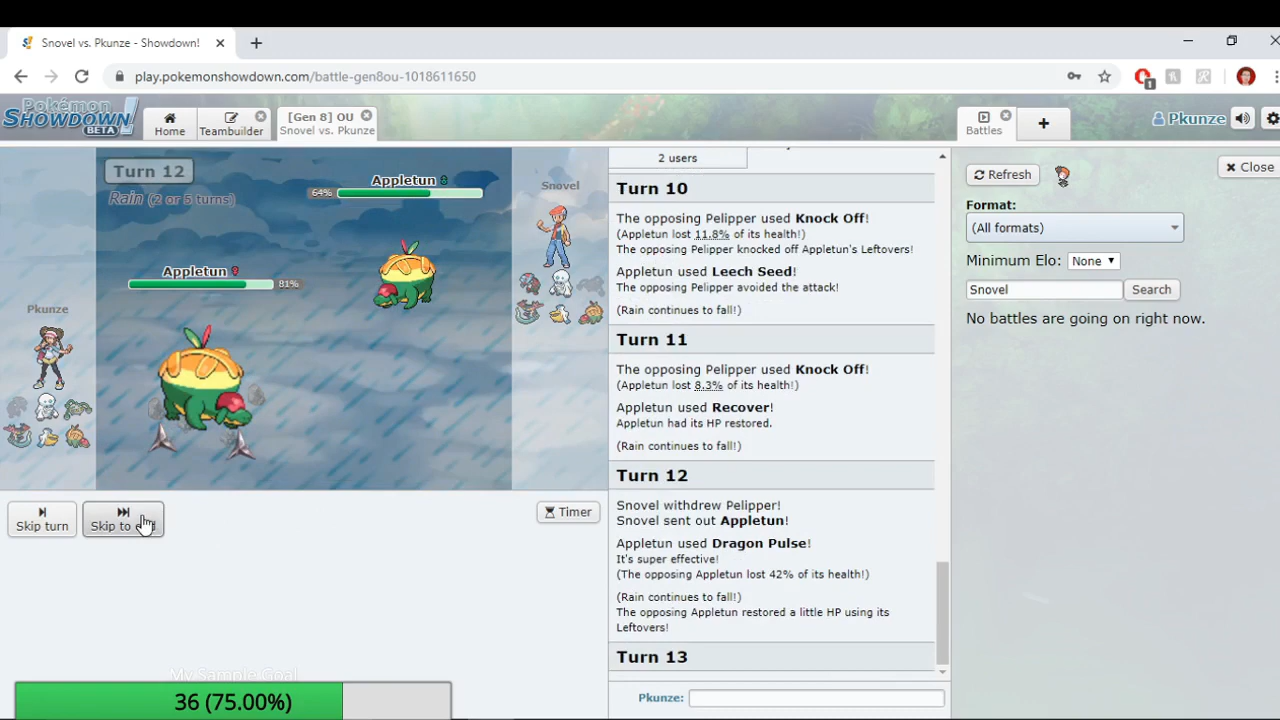 Snovel vs. Pkunze - Showdown!
play.pokemonshowdown.com/battle-gen8ou-1018611650
1
Pokémon
SHOWDOWN!
BETA
Home
Teambuilder
[Gen 8] OU
Snovel vs. Pkunze
Battles
Pkunze
Turn 12
Rain (2 or 5 turns)
Appletun
64%
Appletun
81%
Snovel
Pkunze
2 users
Turn 10
The opposing Pelipper used Knock Off!
(Appletun lost 11.8% of its health!)
The opposing Pelipper knocked off Appletun's Leftovers!
Appletun used Leech Seed!
The opposing Pelipper avoided the attack!
(Rain continues to fall!)
Turn 11
The opposing Pelipper used Knock Off!
(Appletun lost 8.3% of its health!)
Appletun used Recover!
Appletun had its HP restored.
(Rain continues to fall!)
Turn 12
Snovel withdrew Pelipper!
Snovel sent out Appletun!
Appletun used Dragon Pulse!
It's super effective!
(The opposing Appletun lost 42% of its health!)
(Rain continues to fall!)
The opposing Appletun restored a little HP using its
Leftovers!
Turn 13
Pkunze:
Refresh
Close
Format:
(All formats)
Minimum Elo: None
Snovel
Search
No battles are going on right now.
Skip turn
Skip to
Timer
My Sample Goal
36 (75.00%)